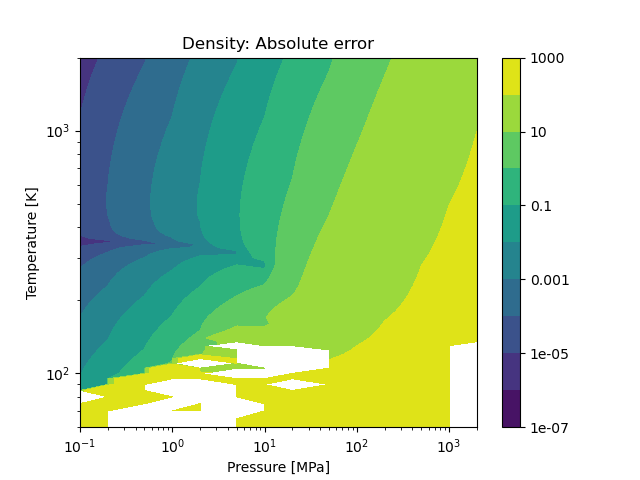 Density: Absolute error
10³
10²
Temperature [K]
10⁻¹
10⁰
10¹
10²
10³
Pressure [MPa]
1000
10
0.1
0.001
1e-05
1e-07